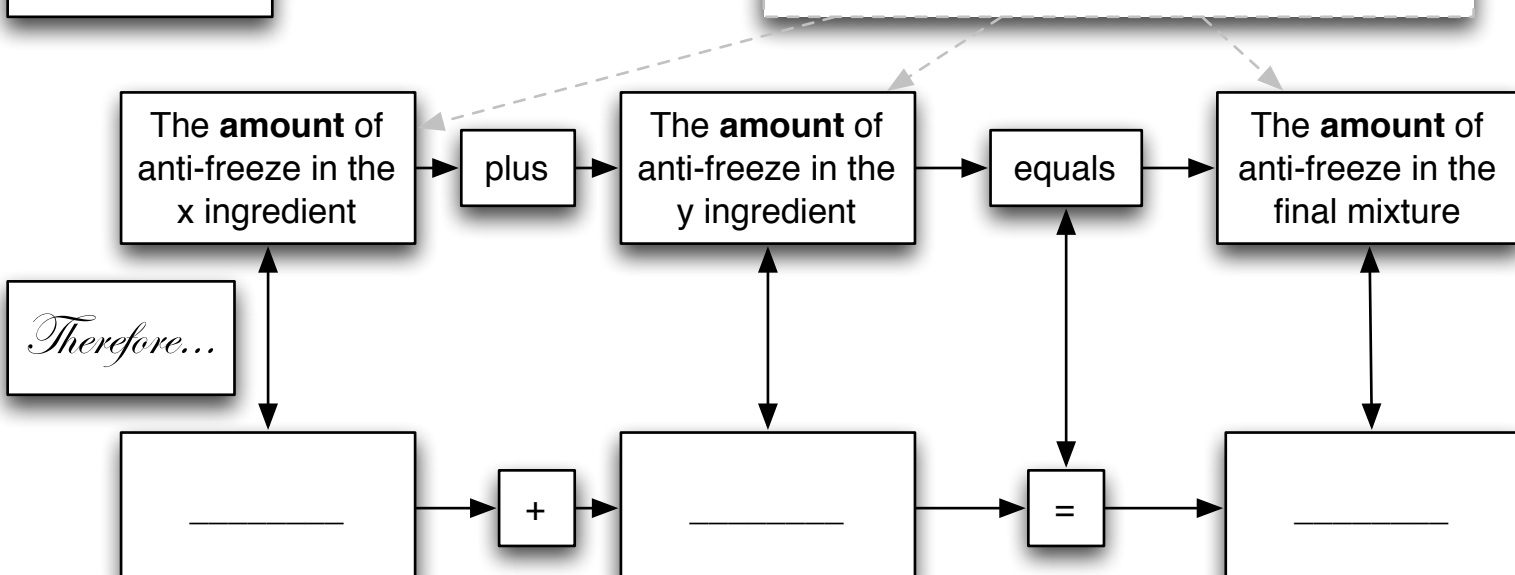 The amount of
anti-freeze in the
x ingredient
plus
The amount of
anti-freeze in the
y ingredient
equals
The amount of
anti-freeze in the
final mixture
Therefore...
________
+
________
=
________